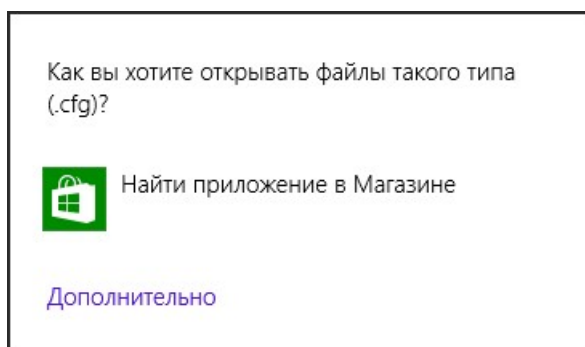 Как вы хотите открывать файлы такого типа
(.cfg)?
Найти приложение в Магазине
Дополнительно